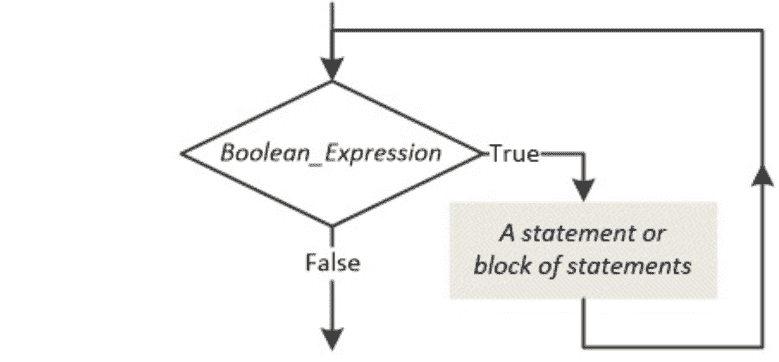 Boolean_Expression
True
A statement or
block of statements
False